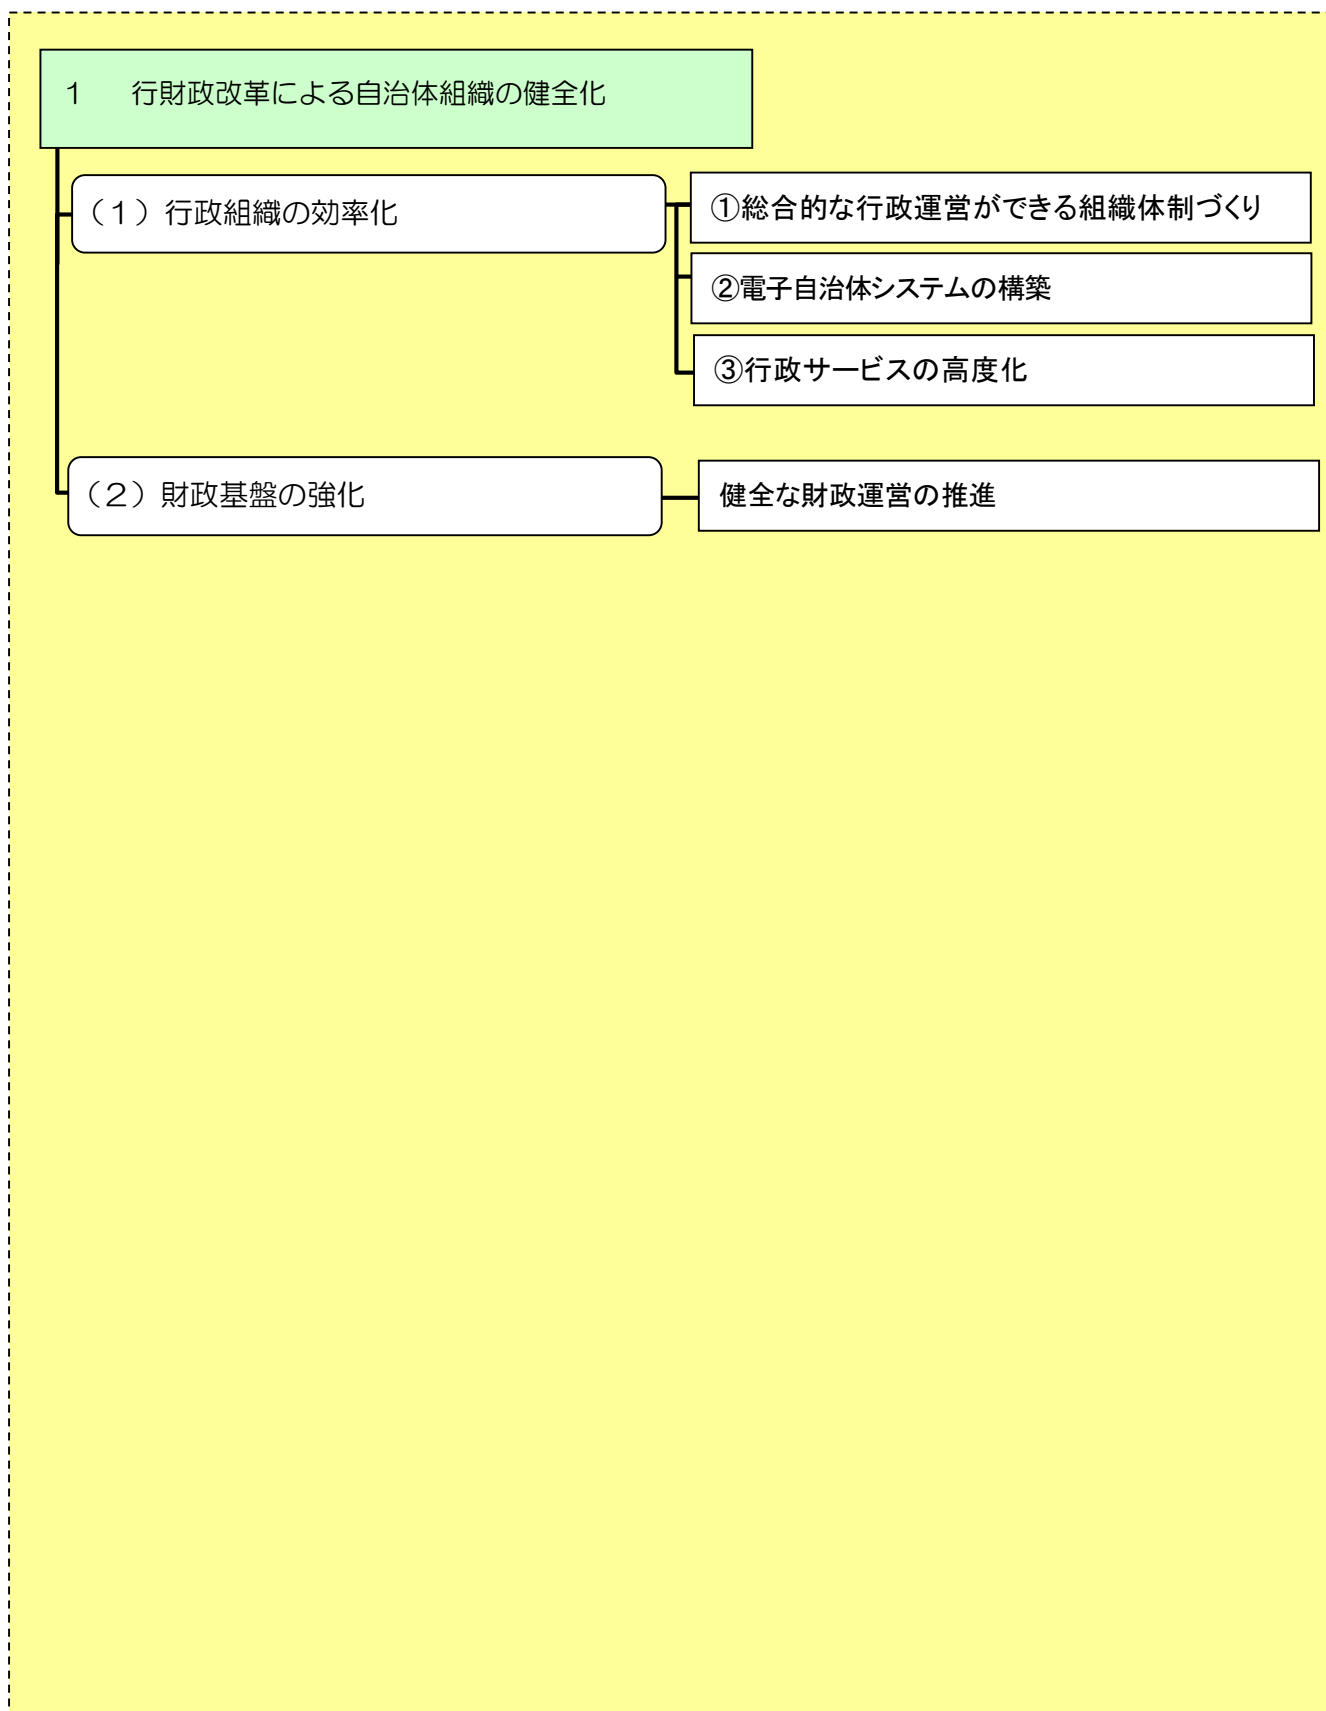 １　行財政改革による自治体組織の健全化
（１）行政組織の効率化
①総合的な行政運営ができる組織体制づくり
②電子自治体システムの構築
③行政サービスの高度化
（２）財政基盤の強化
健全な財政運営の推進